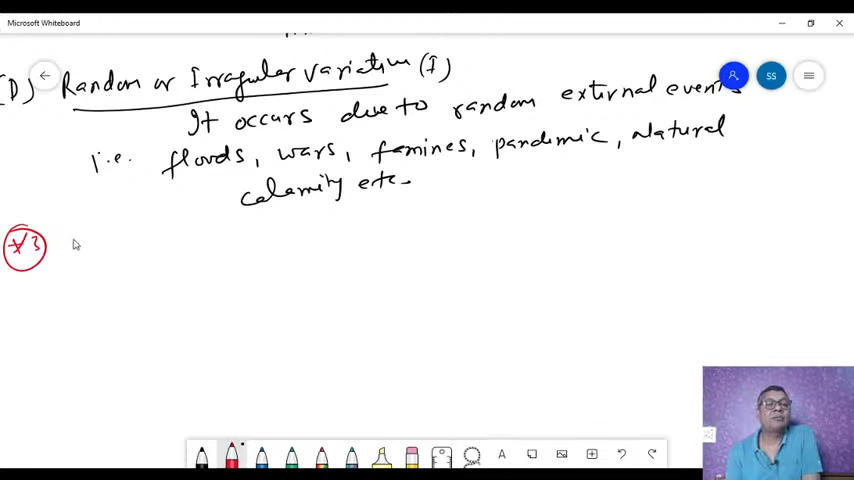 Microsoft Whiteboard
(D) Random or Irregular Variation (I)
SS
It occurs due to random external events
i.e. floods, wars, famines, pandemic, Natural
calamity etc.
*3
A